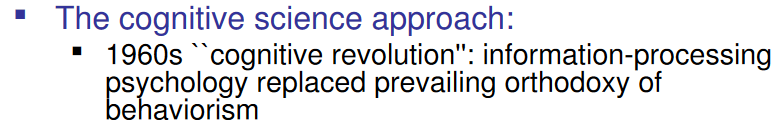 The cognitive science approach:
1960s ``cognitive revolution'': information-processing
psychology replaced prevailing orthodoxy of
behaviorism